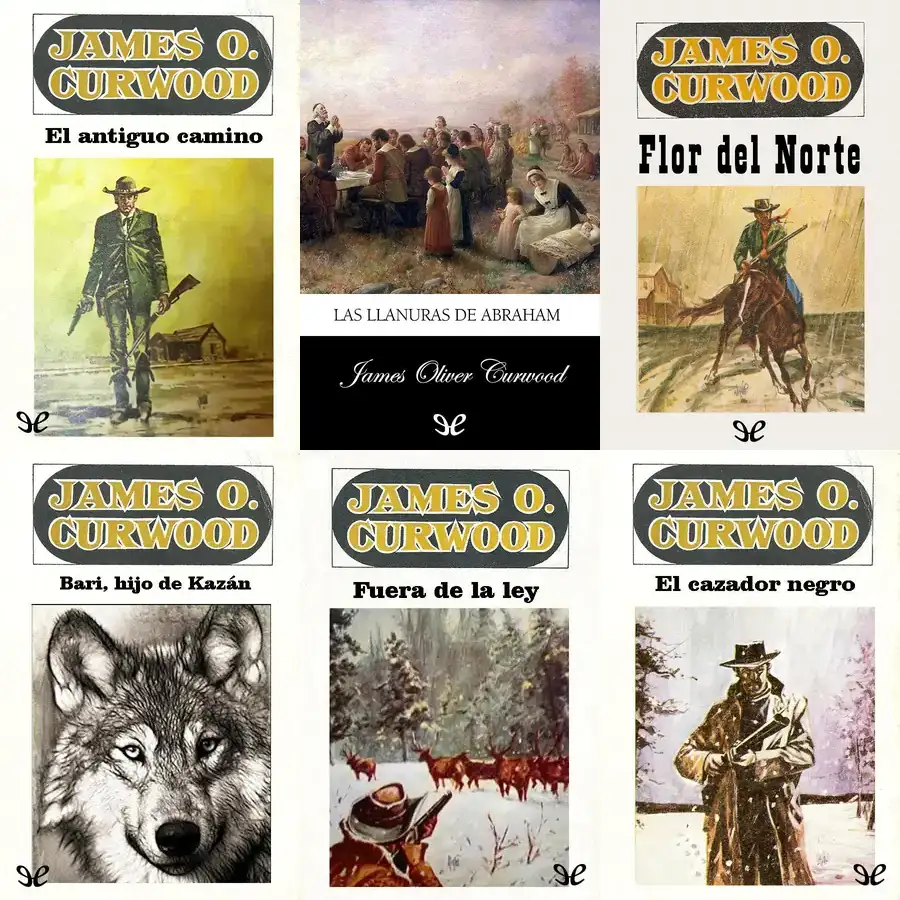 JAMES O.
CURWOOD
El antiguo camino
LAS LLANURAS DE ABRAHAM
James Oliver Curwood
JAMES O.
CURWOOD
Flor del Norte
JAMES O.
CURWOOD
Bari, hijo de Kazán
JAMES O.
CURWOOD
Fuera de la ley
JAMES O.
CURWOOD
El cazador negro